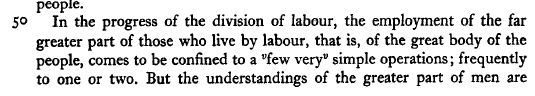 people.
50 In the progress of the division of labour, the employment of the far
greater part of those who live by labour, that is, of the great body of the
people, comes to be confined to a ᵛfew veryᵛ simple operations; frequently
to one or two. But the understandings of the greater part of men are